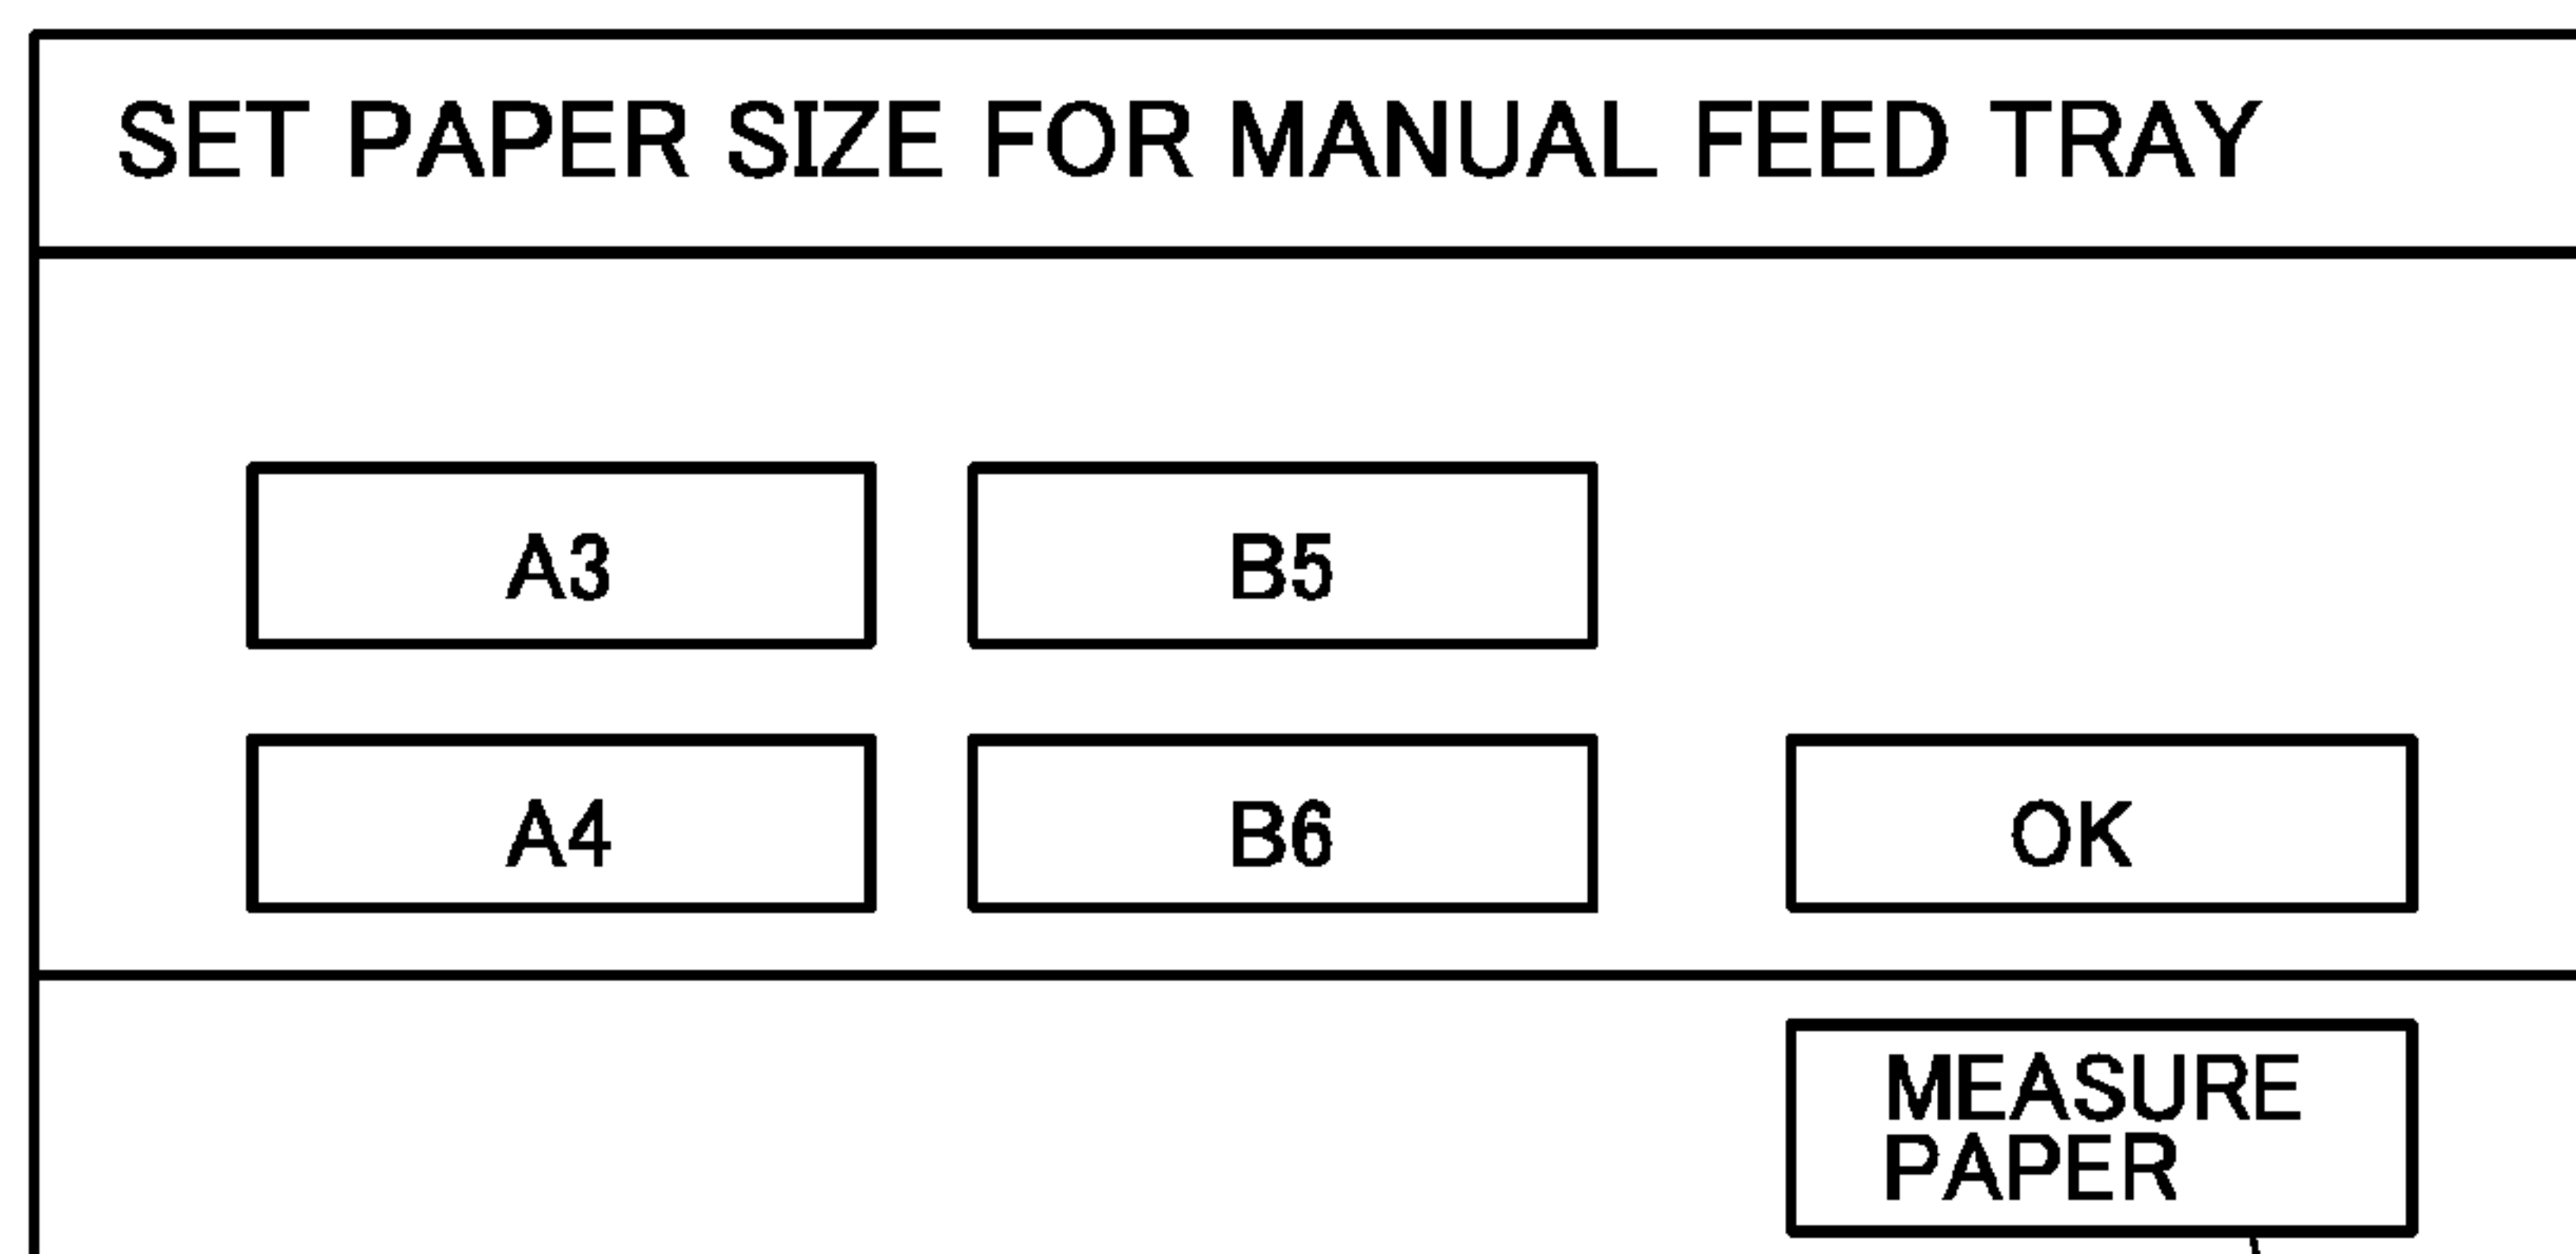 SET PAPER SIZE FOR MANUAL FEED TRAY
A3
B5
A4
B6
OK
MEASURE
PAPER